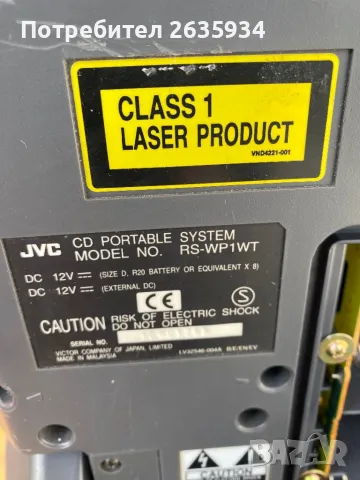 Потребител 2635934
CLASS 1
LASER PRODUCT
VND4221-001
JVC CD PORTABLE SYSTEM
MODEL NO. RS-WP1WT
DC 12V (SIZE D, R20 BATTERY OR EQUIVALENT X 8)
DC 12V (EXTERNAL DC)
CE S
CAUTION RISK OF ELECTRIC SHOCK
DO NOT OPEN
SERIAL NO.
VICTOR COMPANY OF JAPAN, LIMITED LV32546-004A B/E/EN/EV
MADE IN MALAYSIA
CAUTION
BAZAR